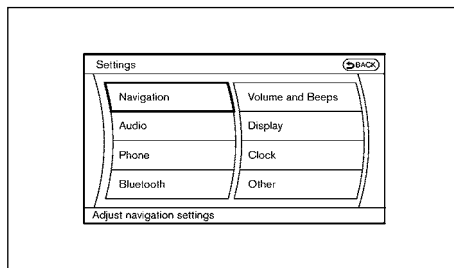 Settings
BACK
Navigation
Volume and Beeps
Audio
Display
Phone
Clock
Bluetooth
Other
Adjust navigation settings